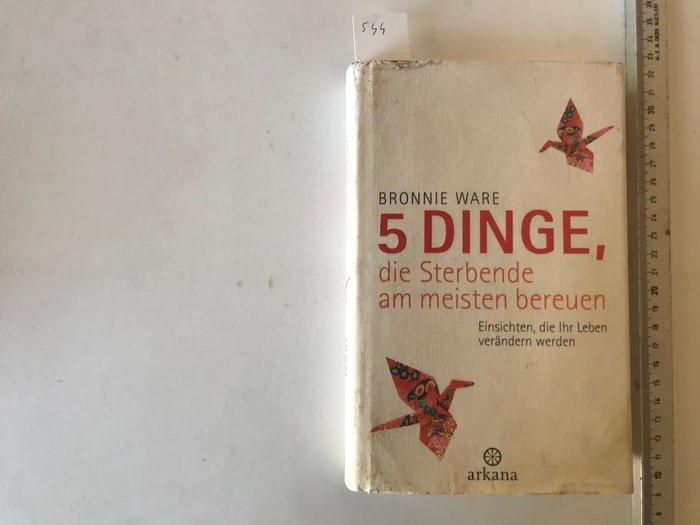 544
BRONNIE WARE
5 DINGE,
die Sterbende
am meisten bereuen
Einsichten, die Ihr Leben
verändern werden
arkana